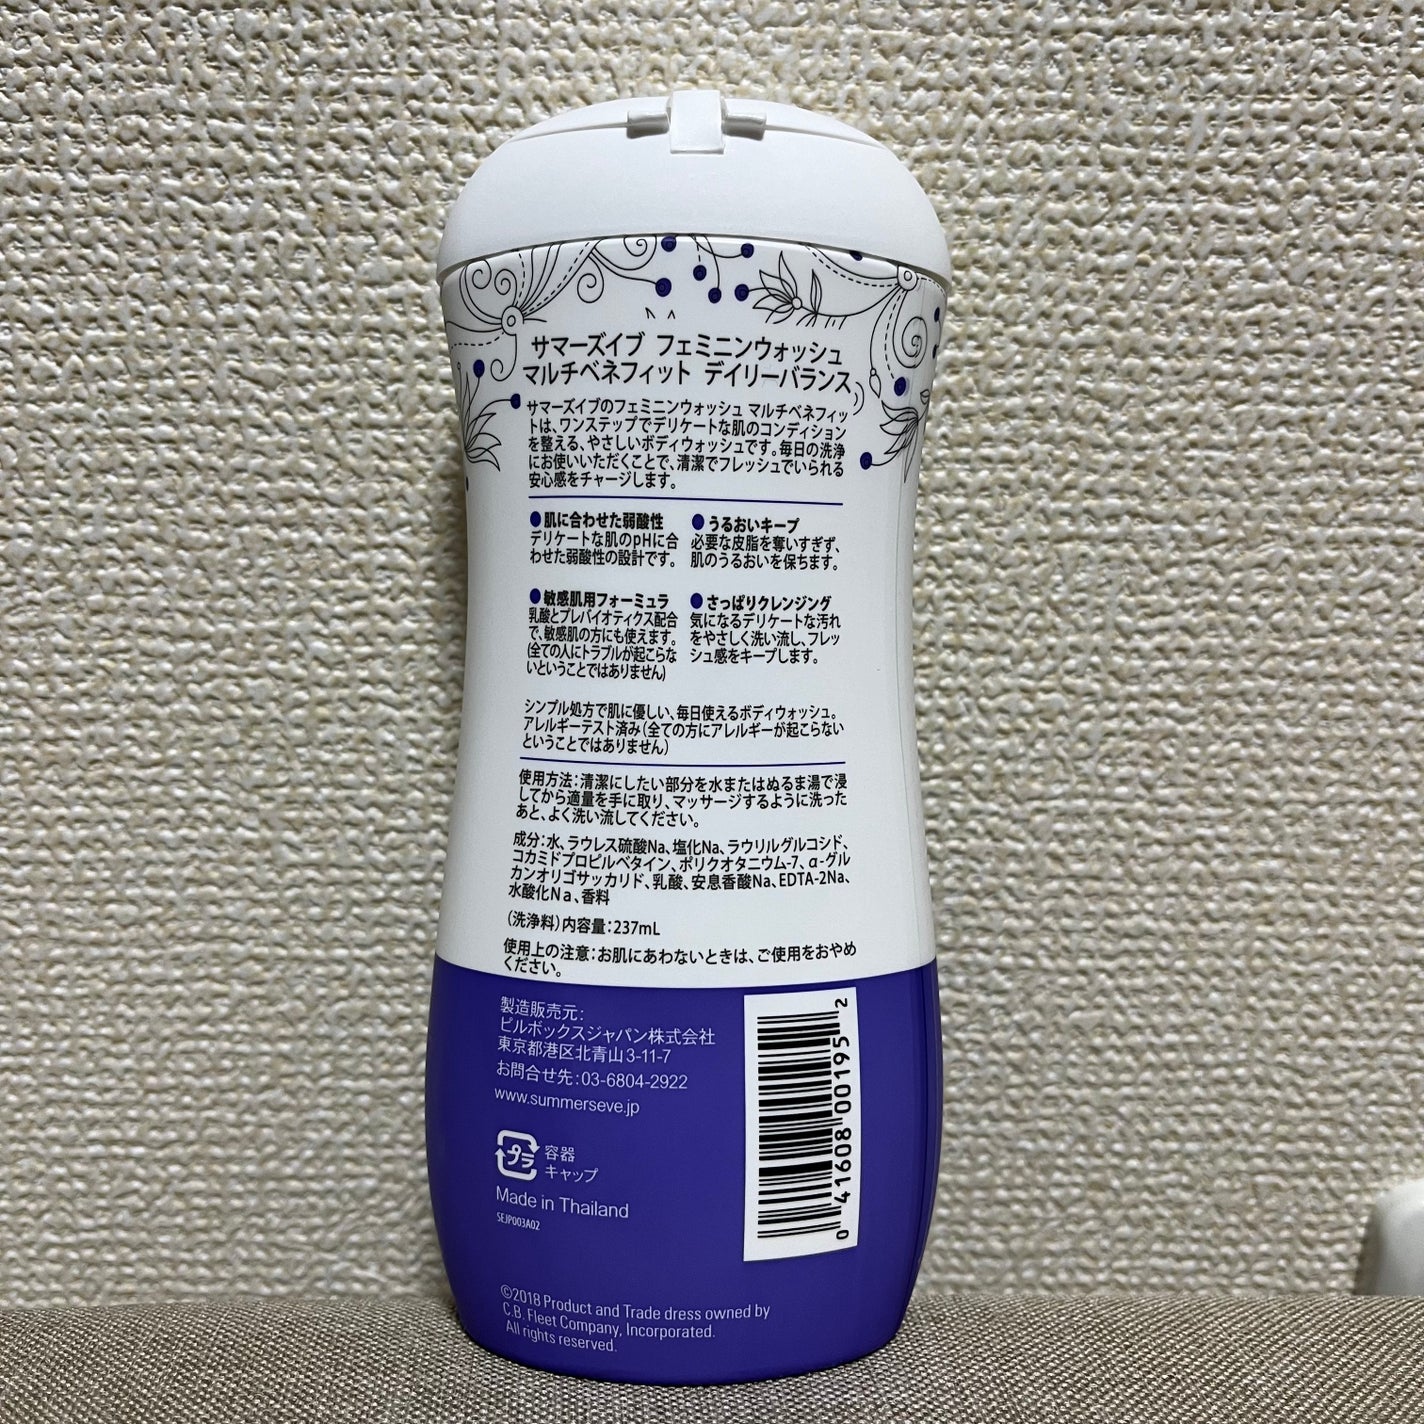 サマーズイブ フェミニンウォッシュ
マルチベネフィット デイリーバランス
サマーズイブのフェミニンウォッシュ マルチベネフィッ
トは、ワンステップでデリケートな肌のコンディション
を整える、やさしいボディウォッシュです。毎日の洗浄
にお使いいただくことで、清潔でフレッシュでいられる
安心感をチャージします。
●肌に合わせた弱酸性
デリケートな肌のpHに合
わせた弱酸性の設計です。
●うるおいキープ
必要な皮脂を奪いすぎず、
肌のうるおいを保ちます。
●敏感肌用フォーミュラ
乳酸とプレバイオティクス配合
で、敏感肌の方にも使えます。
(全ての人にトラブルが起こらな
いということではありません)
●さっぱりクレンジング
気になるデリケートな汚れ
をやさしく洗い流し、フレッ
シュ感をキープします。
シンプル処方で肌に優しい、毎日使えるボディウォッシュ。
アレルギーテスト済み(全ての方にアレルギーが起こらない
ということではありません)
使用方法:清潔にしたい部分を水またはぬるま湯で浸
してから適量を手に取り、マッサージするように洗った
あと、よく洗い流してください。
成分:水、ラウレス硫酸Na、塩化Na、ラウリルグルコシド、
コカミドプロピルベタイン、ポリクオタニウム-7、α-グル
カンオリゴサッカリド、乳酸、安息香酸Na、EDTA-2Na、
水酸化Na、香料
(洗浄料)内容量:237mL
使用上の注意:お肌にあわないときは、ご使用をおやめ
ください。
製造販売元:
ピルボックスジャパン株式会社
東京都港区北青山3-11-7
お問合せ先:03-6804-2922
www.summerseve.jp
プラ
容器
キャップ
Made in Thailand
SEJP003A02
0 41608 00195 2
©2018 Product and Trade dress owned by
C.B. Fleet Company, Incorporated.
All rights reserved.